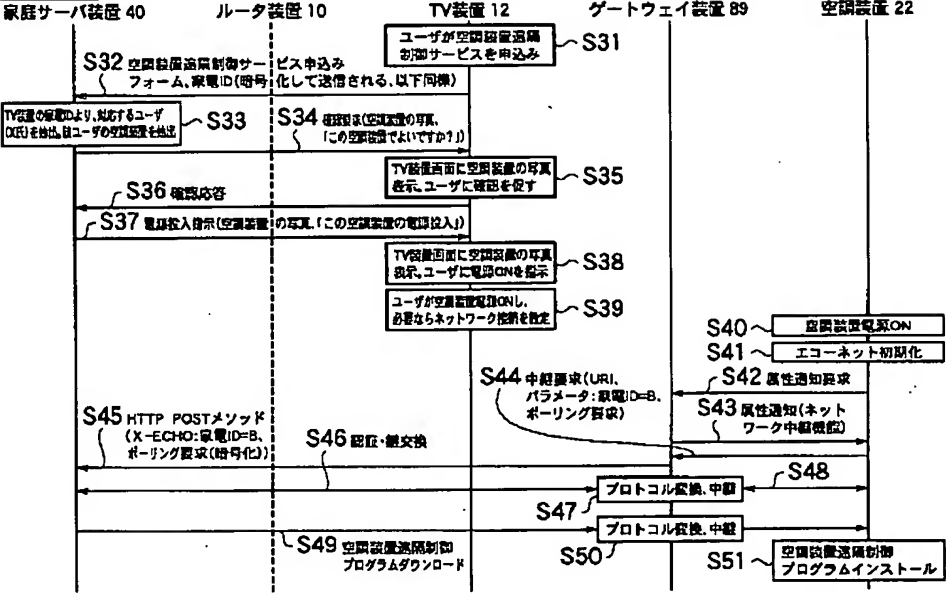 家庭サーバ装置40
ルータ装置10
TV装置12
ゲートウェイ装置89
空調装置22
ユーザが空調装置遠隔
制御サービスを申込み
S31
S32 空調装置遠隔制御サービス申込み
フォーム、家電ID(暗号化して送信される、以下同様)
TV装置の家電IDより、対応するユーザ
(X氏)を抽出。該ユーザの空調装置を抽出
S33
S34 確認要求(空調装置の写真、
「この空調装置でよいですか?」)
TV装置画面に空調装置の写真
表示。ユーザに確認を促す
S35
S36 確認応答
S37 電源投入指示(空調装置の写真、「この空調装置の電源投入」)
TV装置画面に空調装置の写真
表示。ユーザに電源ONを指示
S38
ユーザが空調装置電源ONし、
必要ならネットワーク接続を設定
S39
S40
空調装置電源ON
S41
エコーネット初期化
S42 属性通知要求
S43 属性通知(ネット
ワーク中継機能)
S44 中継要求(URI、
パラメータ:家電ID=B、
ポーリング要求)
S45 HTTP POSTメソッド
(X-ECHO:家電ID=B、
ポーリング要求(暗号化))
S46 認証・鍵交換
S47
プロトコル変換、中継
S48
S49 空調装置遠隔制御
プログラムダウンロード
プロトコル変換、中継
S50
S51
空調装置遠隔制御
プログラムインストール